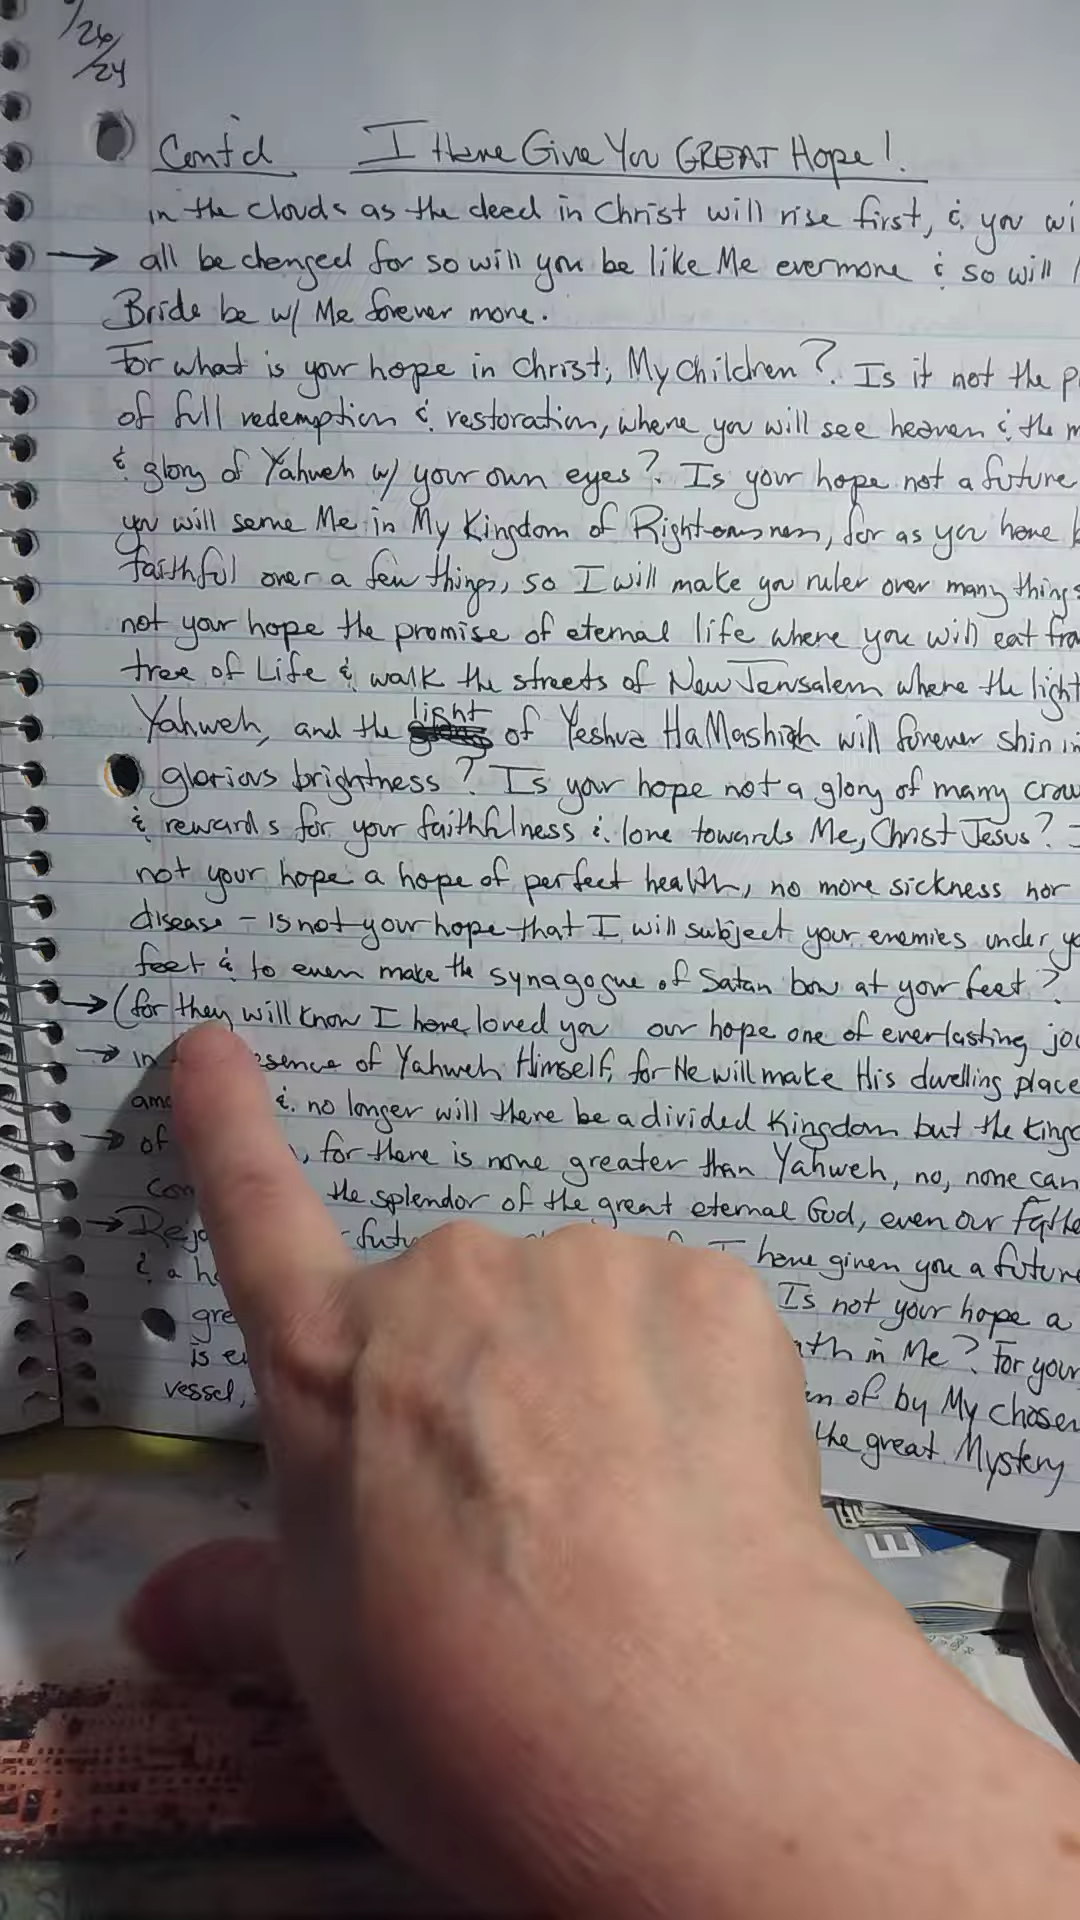 /26/24
Cont'd I Have Give You GREAT Hope!
in the clouds as the dead in Christ will rise first, & you
→ all be changed for so will you be like Me evermore & so will
Bride be w/ Me forever more.
For what is your hope in Christ, My Children? Is it not the
of full redemption & restoration, where you will see heaven & the
& glory of Yahweh w/ your own eyes? Is your hope not a future
you will serve Me in My Kingdom of Righteousness, for as you have
faithful over a few things, so I will make you ruler over many things
not your hope the promise of eternal life where you will eat
tree of Life & walk the streets of New Jerusalem where the light
Yahweh, and the light of Yeshua HaMashiah will forever shin in
glorious brightness? Is your hope not a glory of many
& rewards for your faithfulness & love towards Me, Christ Jesus?
not your hope a hope of perfect health, no more sickness nor
disease – is not your hope that I will subject your enemies under
feet & to even make the synagogue of Satan bow at your feet?
→ (for they will know I have loved you our hope one of everlasting
→ in of Yahweh Himself, for He will make His dwelling place
& no longer will there be a divided Kingdom but the
→ of , for there is none greater than Yahweh, no, none can
the splendor of the great eternal God, even our
→ I have given you a future
& a Is not your hope a
in Me? For your
is
vessel, of by My chosen
the great Mystery